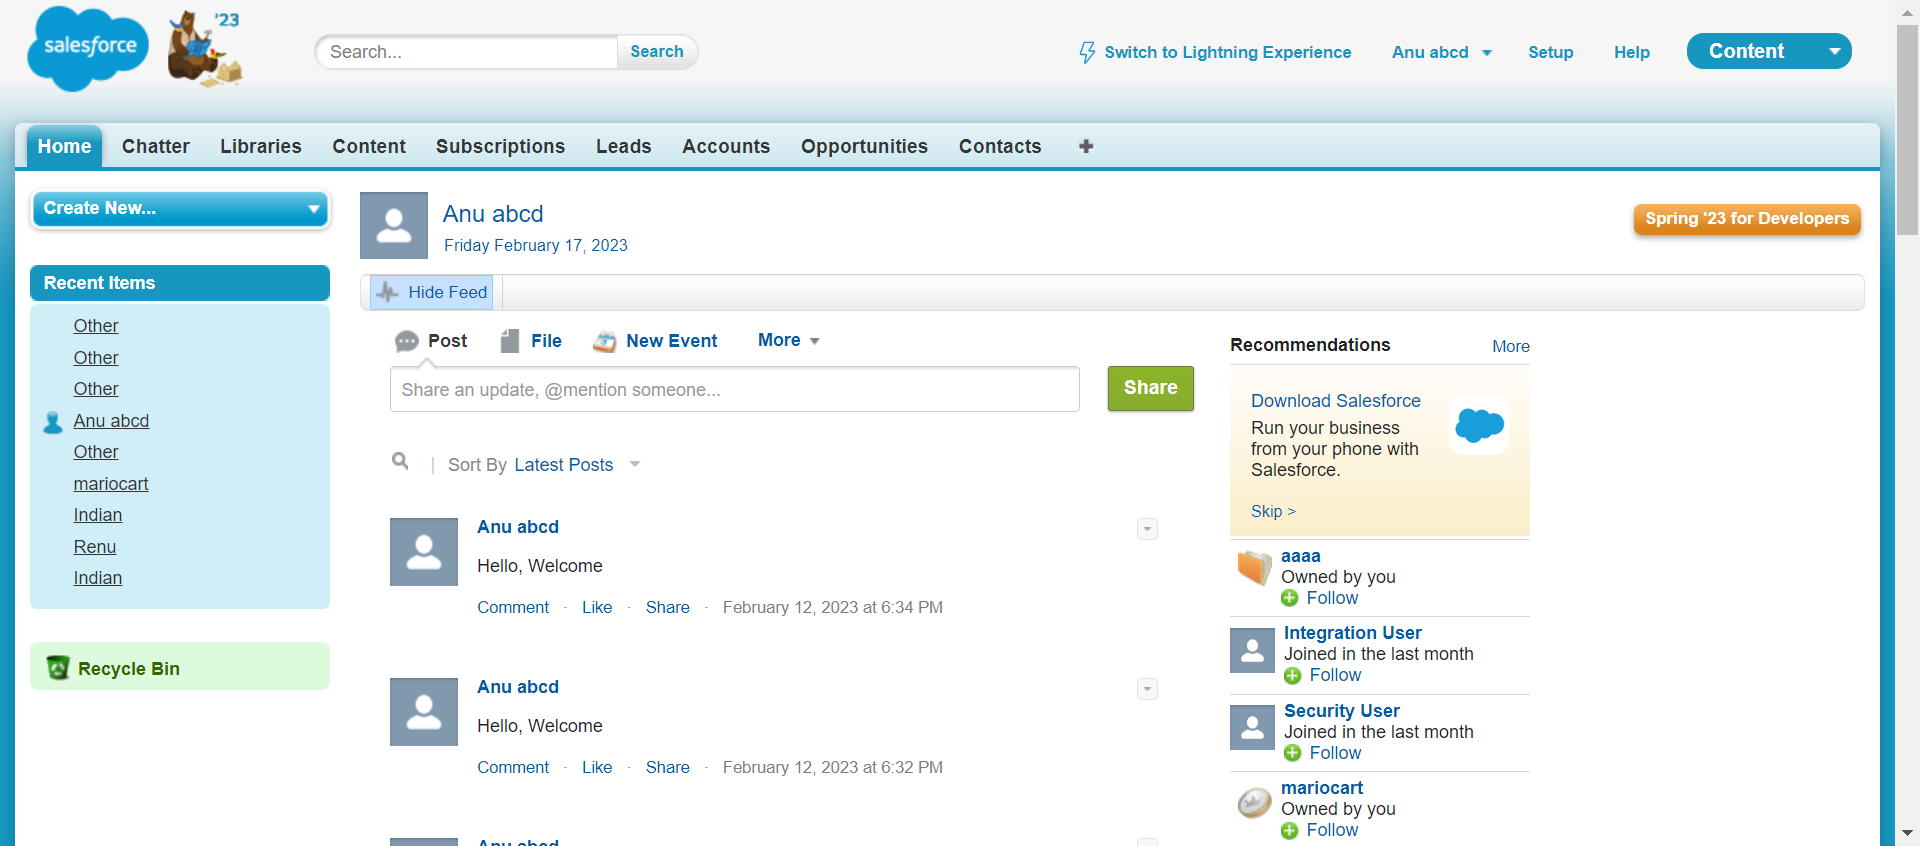 salesforce
'23
Search...
Search
Switch to Lightning Experience
Anu abcd
Setup
Help
Content
Home
Chatter
Libraries
Content
Subscriptions
Leads
Accounts
Opportunities
Contacts
Create New...
Recent Items
Other
Other
Other
Anu abcd
Other
mariocart
Indian
Renu
Indian
Recycle Bin
Anu abcd
Friday February 17, 2023
Spring '23 for Developers
Hide Feed
Post
File
New Event
More
Share an update, @mention someone...
Share
Sort By Latest Posts
Anu abcd
Hello, Welcome
Comment · Like · Share · February 12, 2023 at 6:34 PM
Anu abcd
Hello, Welcome
Comment · Like · Share · February 12, 2023 at 6:32 PM
Anu abcd
Recommendations
More
Download Salesforce
Run your business
from your phone with
Salesforce.
Skip >
aaaa
Owned by you
Follow
Integration User
Joined in the last month
Follow
Security User
Joined in the last month
Follow
mariocart
Owned by you
Follow